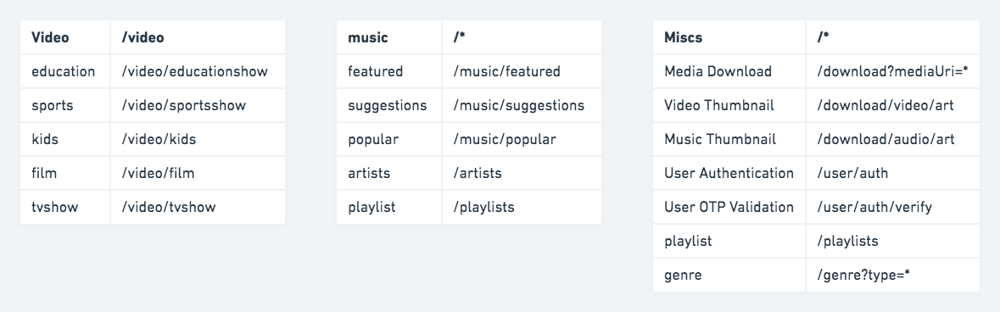 Video /video
education /video/educationshow
sports /video/sportsshow
kids /video/kids
film /video/film
tvshow /video/tvshow
music /*
featured /music/featured
suggestions /music/suggestions
popular /music/popular
artists /artists
playlist /playlists
Miscs /*
Media Download /download?mediaUri=*
Video Thumbnail /download/video/art
Music Thumbnail /download/audio/art
User Authentication /user/auth
User OTP Validation /user/auth/verify
playlist /playlists
genre /genre?type=*